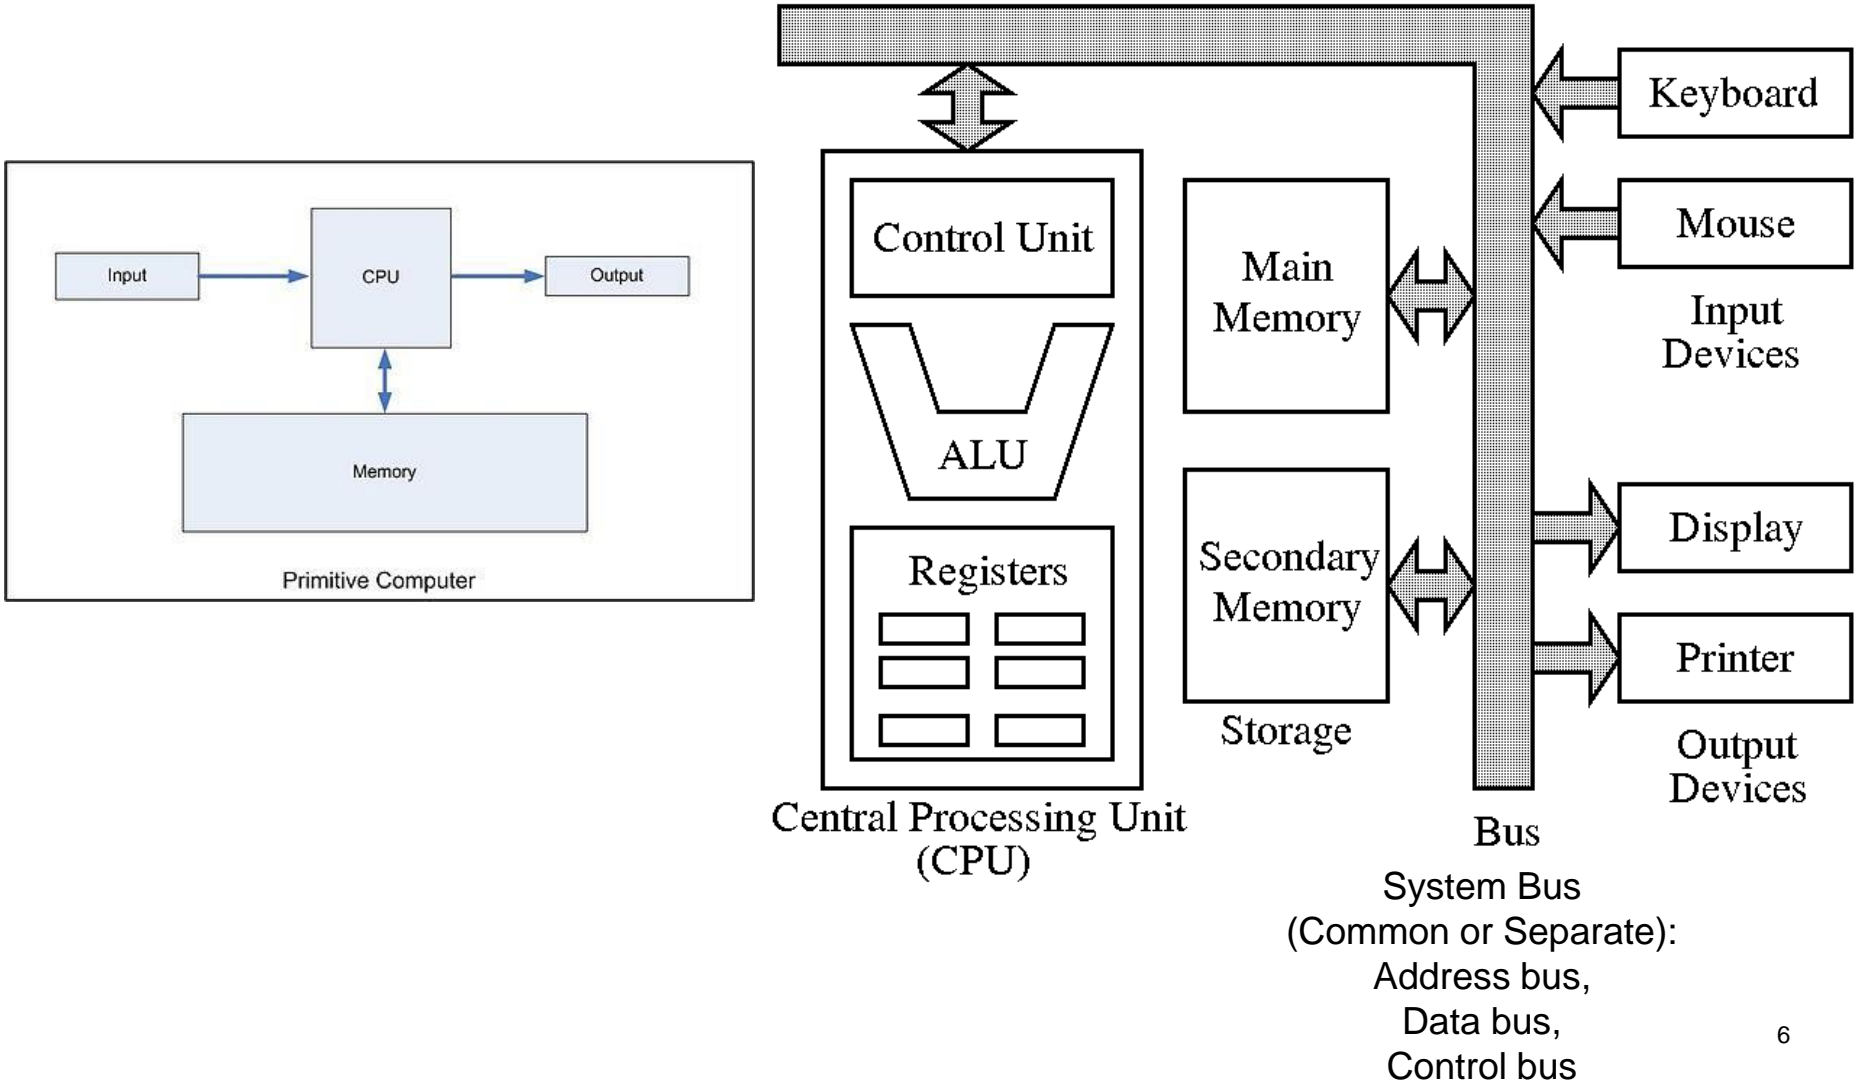 Input
CPU
Output
Memory
Primitive Computer
Control Unit
ALU
Registers
Central Processing Unit
(CPU)
Main
Memory
Secondary
Memory
Storage
Bus
System Bus
(Common or Separate):
Address bus,
Data bus,
Control bus
Keyboard
Mouse
Input
Devices
Display
Printer
Output
Devices
6